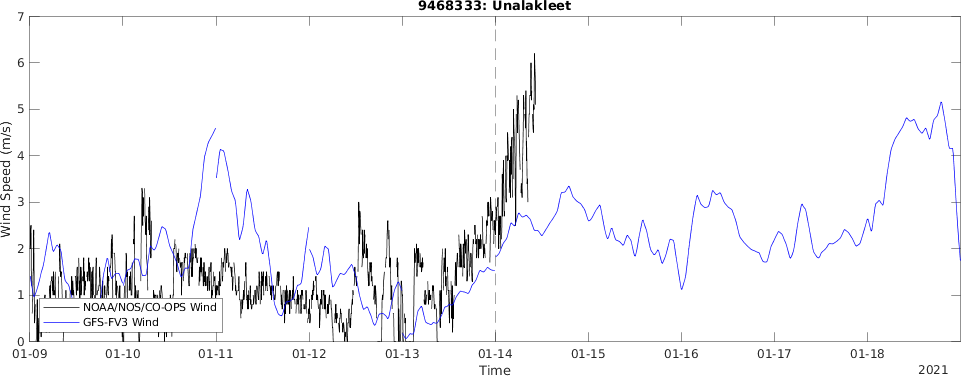 9468333: Unalakleet
Wind Speed (m/s)
7
6
5
4
3
2
1
0
NOAA/NOS/CO-OPS Wind
GFS-FV3 Wind
01-09 01-10 01-11 01-12 01-13 01-14 01-15 01-16 01-17 01-18
Time
2021